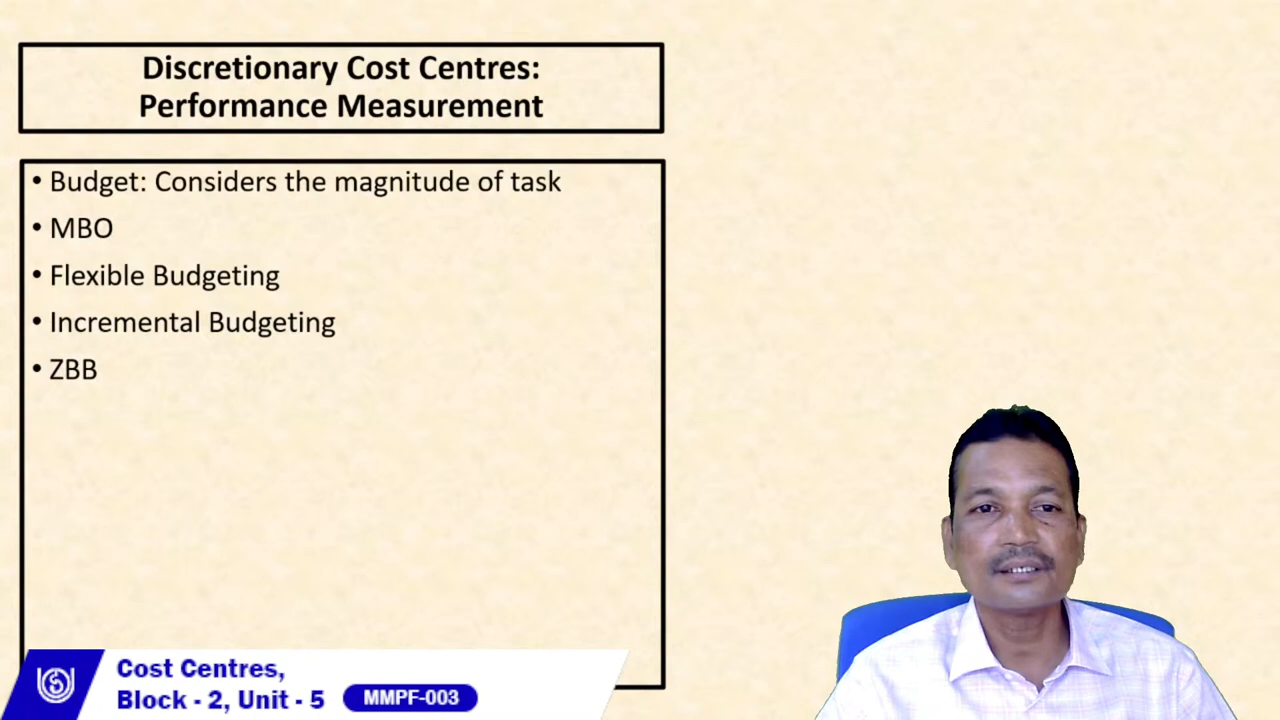 Discretionary Cost Centres:
Performance Measurement
• Budget: Considers the magnitude of task
• MBO
• Flexible Budgeting
• Incremental Budgeting
• ZBB
Cost Centres,
Block - 2, Unit - 5 MMPF-003